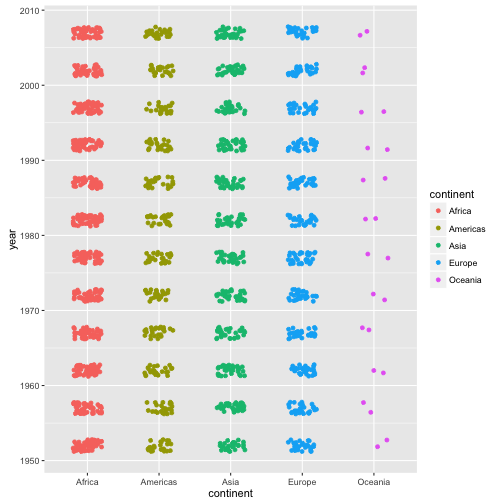 2010
2000
1990
1980
1970
1960
1950
year
Africa
Americas
Asia
Europe
Oceania
continent
continent
Africa
Americas
Asia
Europe
Oceania